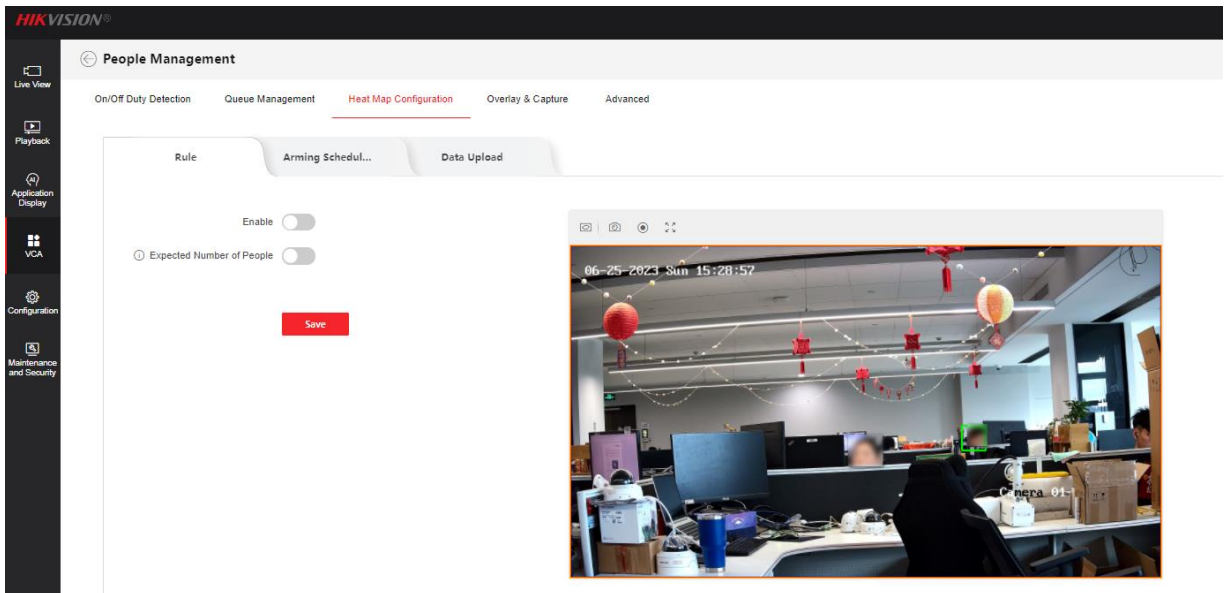 HIKVISION®
People Management
Live View
On/Off Duty Detection Queue Management Heat Map Configuration Overlay & Capture Advanced
Playback
Rule Arming Schedul... Data Upload
Application
Display
Enable
VCA
Expected Number of People
06-25-2023 Sun 15:28:57
Configuration
Save
Maintenance
and Security
Camera 01